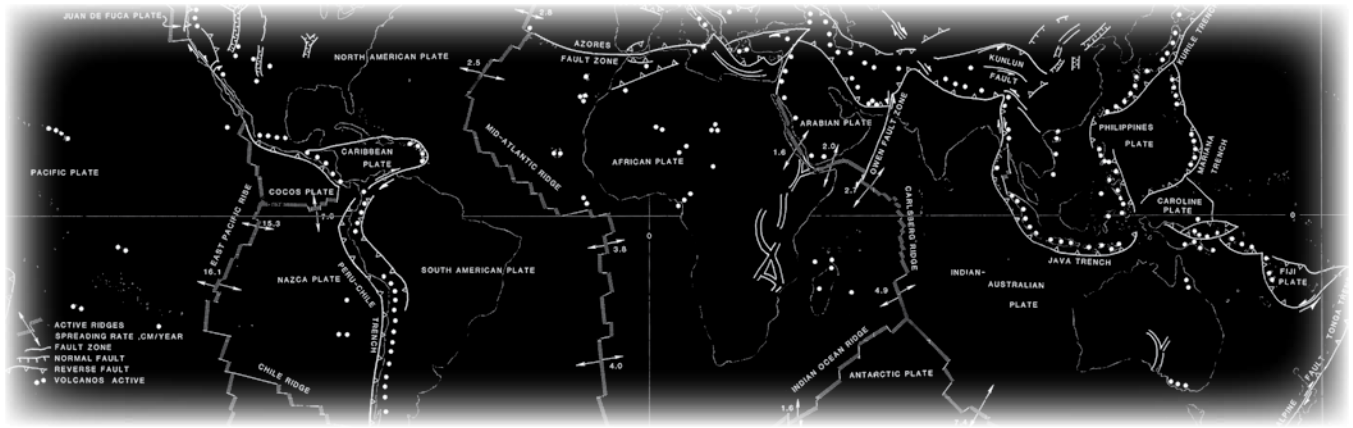 JUAN DE FUCA PLATE
2.8
KURILE TRENCH
AZORES
FAULT ZONE
NORTH AMERICAN PLATE
KUNLUN
FAULT
2.5
MID-ATLANTIC RIDGE
ARABIAN PLATE
OWEN FAULT ZONE
PHILIPPINES
PLATE
MARIANA
TRENCH
CARIBBEAN
PLATE
1.6
2.0
AFRICAN PLATE
PACIFIC PLATE
2.7
COCOS PLATE
CARLSBERG RIDGE
CAROLINE
PLATE
7.0
15.3
EAST PACIFIC RISE
0
0
3.8
JAVA TRENCH
16.1
NAZCA PLATE
PERU-CHILE
TRENCH
SOUTH AMERICAN PLATE
INDIAN-
AUSTRALIAN
PLATE
FIJI
PLATE
4.9
ACTIVE RIDGES
SPREADING RATE ,CM/YEAR
FAULT ZONE
NORMAL FAULT
REVERSE FAULT
VOLCANOS ACTIVE
CHILE RIDGE
4.0
INDIAN OCEAN RIDGE
ANTARCTIC PLATE
1.6
ALPINE FAULT- TONGA